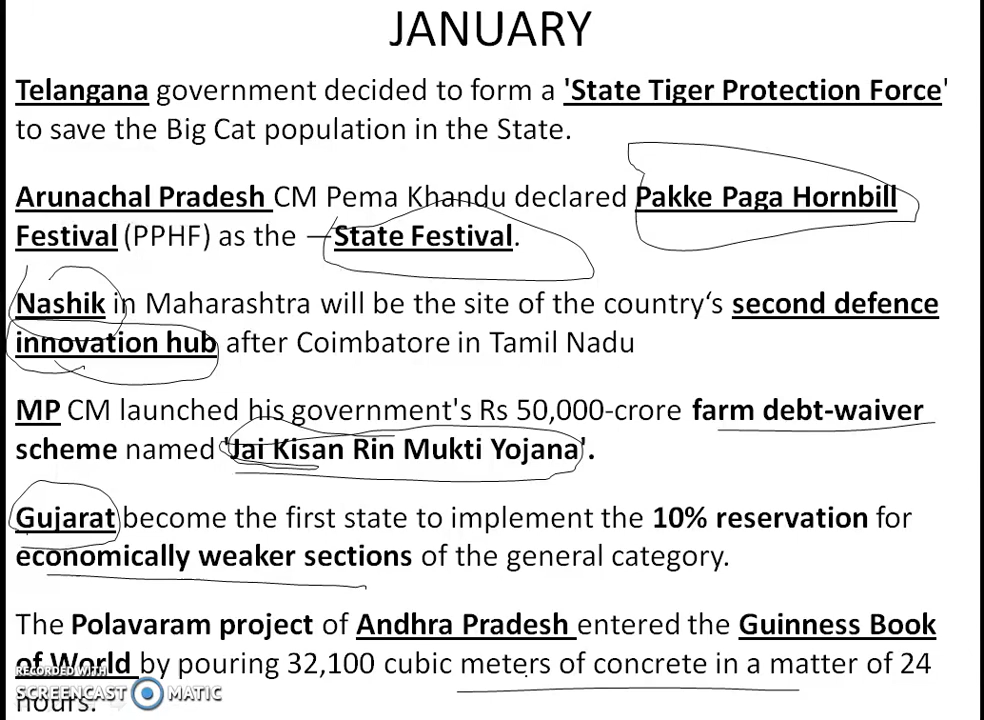 JANUARY
Telangana government decided to form a 'State Tiger Protection Force'
to save the Big Cat population in the State.
Arunachal Pradesh CM Pema Khandu declared Pakke Paga Hornbill
Festival (PPHF) as the —State Festival.
Nashik in Maharashtra will be the site of the country‘s second defence
innovation hub after Coimbatore in Tamil Nadu
MP CM launched his government's Rs 50,000-crore farm debt-waiver
scheme named 'Jai Kisan Rin Mukti Yojana'.
Gujarat become the first state to implement the 10% reservation for
economically weaker sections of the general category.
The Polavaram project of Andhra Pradesh entered the Guinness Book
of World by pouring 32,100 cubic meters of concrete in a matter of 24
hours.
RECORDED WITH
SCREENCAST MATIC